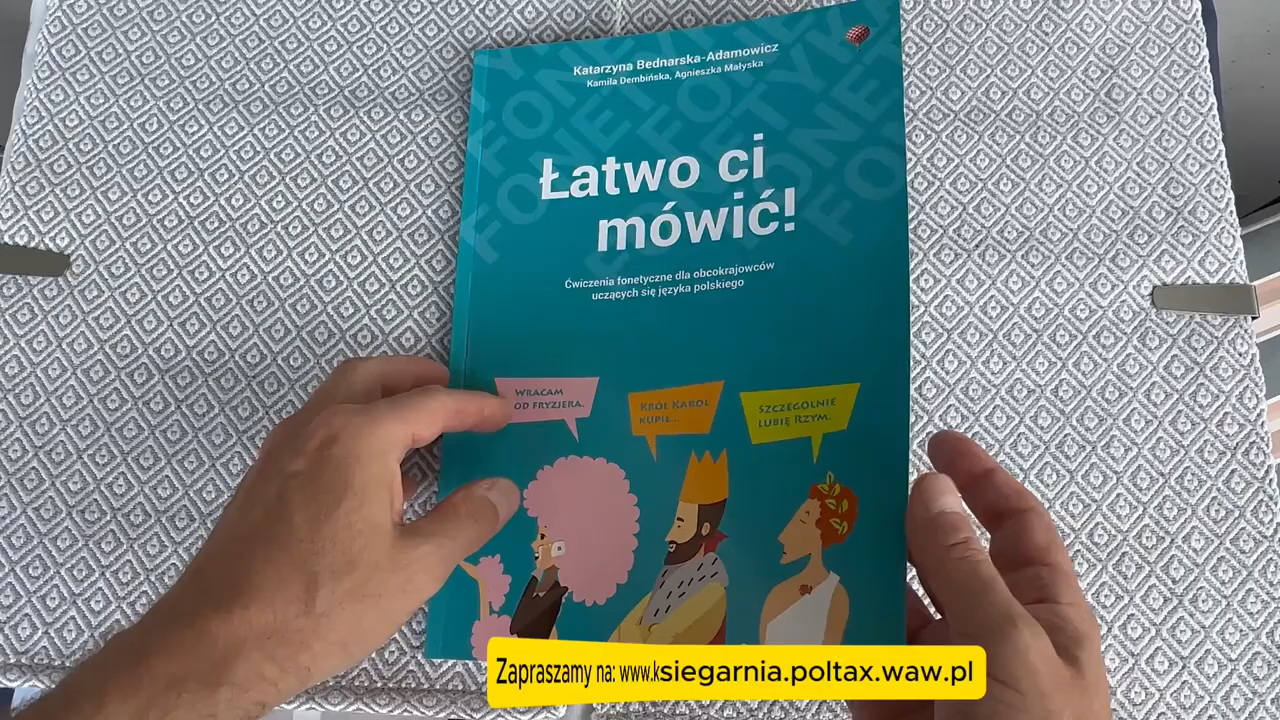 FONETYKA
Katarzyna Bednarska-Adamowicz
Kamila Dembińska, Agnieszka Małyska
Łatwo ci
mówić!
Ćwiczenia fonetyczne dla obcokrajowców
uczących się języka polskiego
WRACAM
OD FRYZJERA.
KRÓL KAROL
KUPIŁ...
SZCZEGÓLNIE
LUBIĘ RZYM.
Zapraszamy na: www.ksiegarnia.poltax.waw.pl